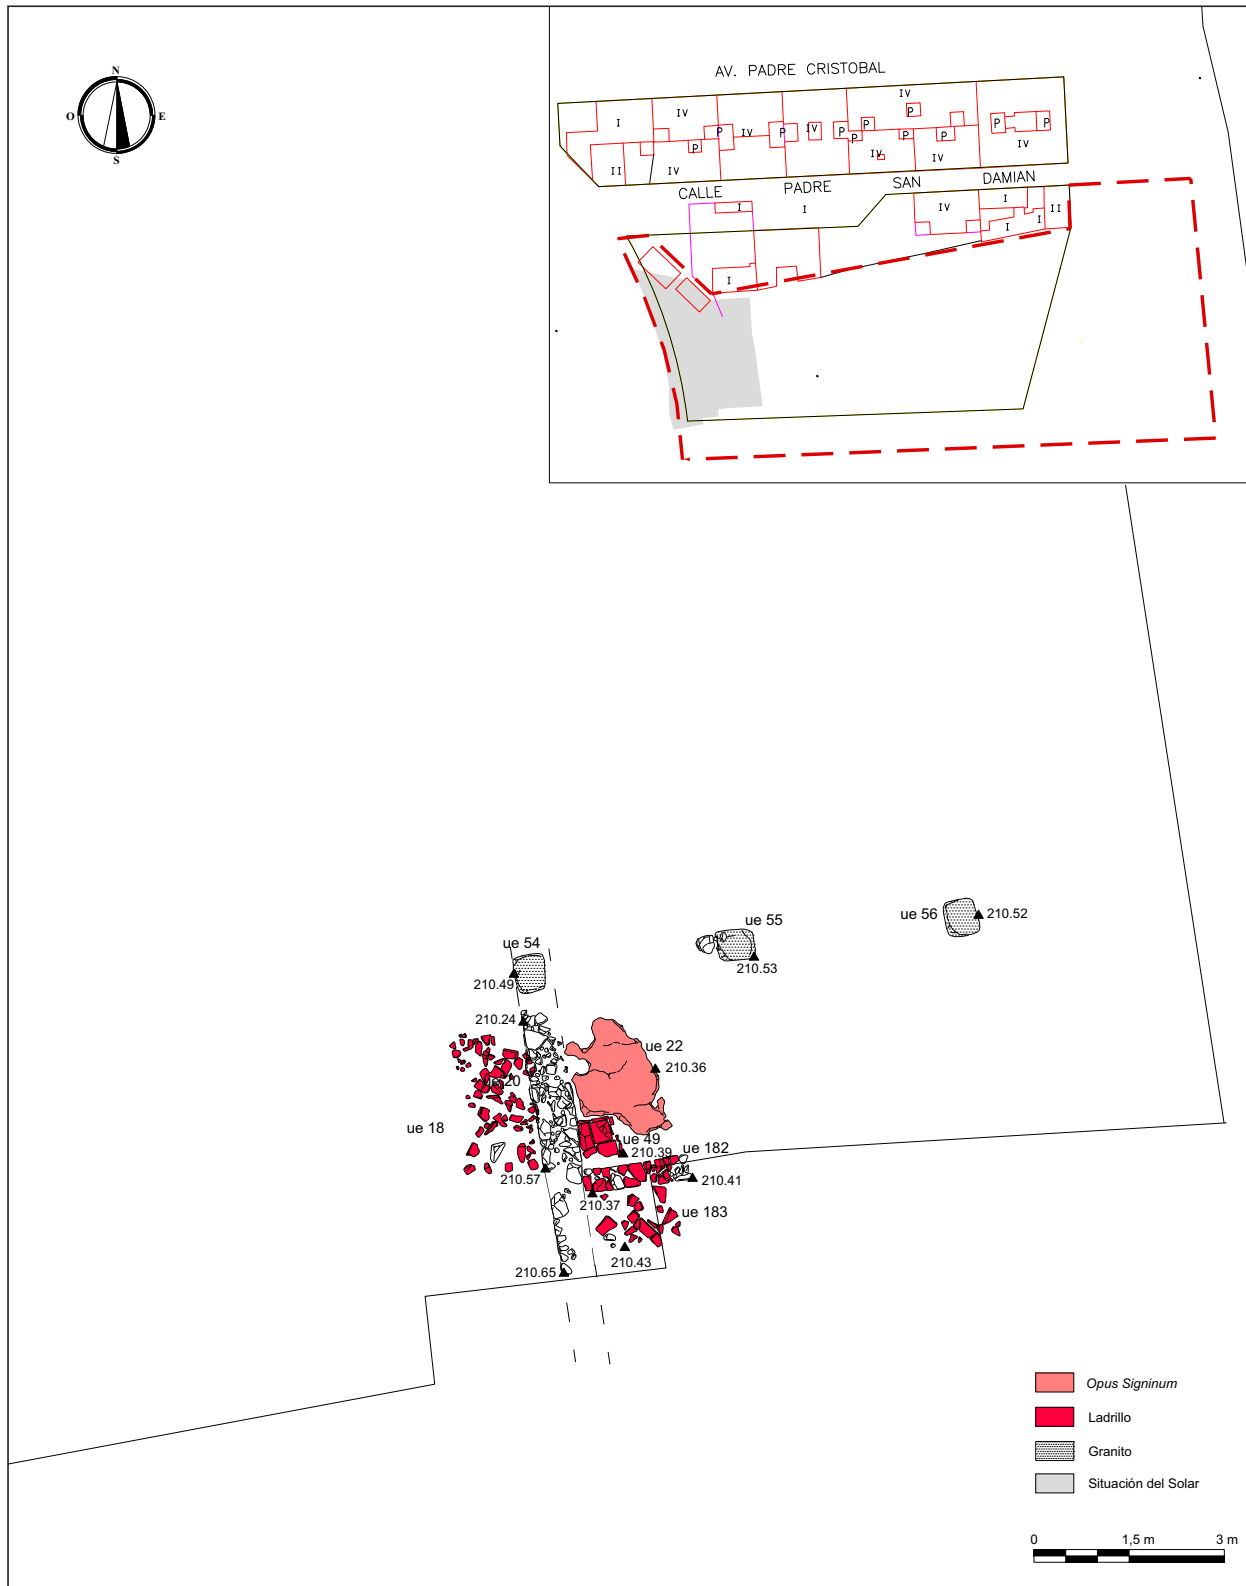 N
O E
S
AV. PADRE CRISTOBAL
I IV IV P IV P IV P P P IV P P IV P P IV
II IV P IV IV
CALLE PADRE SAN DAMIAN
I I IV I I I II
I
ue 54
210.49
ue 55
210.53
ue 56
210.52
210.24
ue 22
210.36
20
ue 18
ue 49
210.39
ue 182
210.41
210.57
210.37
ue 183
210.43
210.65
Opus Signinum
Ladrillo
Granito
Situación del Solar
0 1,5 m 3 m